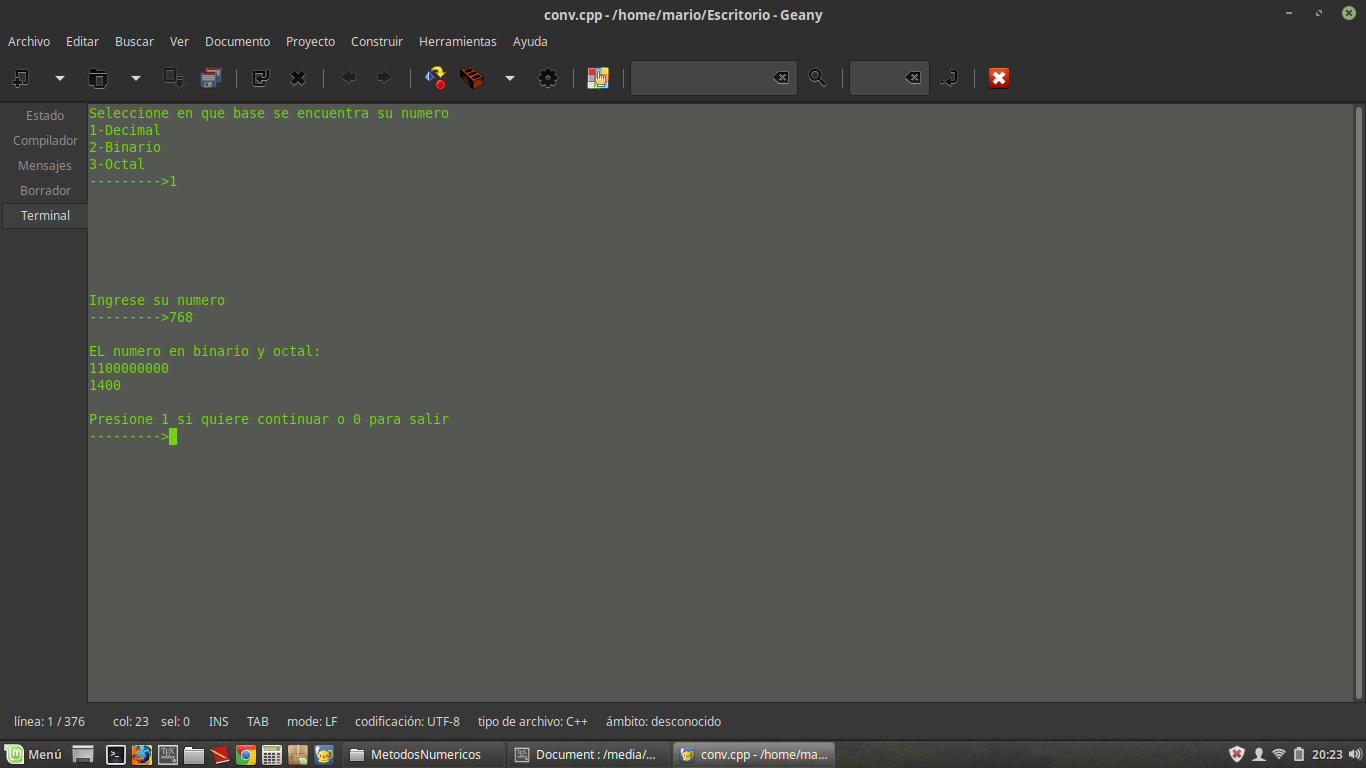 conv.cpp - /home/mario/Escritorio - Geany
Archivo Editar Buscar Ver Documento Proyecto Construir Herramientas Ayuda
Estado
Compilador
Mensajes
Borrador
Terminal
Seleccione en que base se encuentra su numero
1-Decimal
2-Binario
3-Octal
--------->1
Ingrese su numero
--------->768
EL numero en binario y octal:
1100000000
1400
Presione 1 si quiere continuar o 0 para salir
--------->
línea: 1 / 376 col: 23 sel: 0 INS TAB mode: LF codificación: UTF-8 tipo de archivo: C++ ámbito: desconocido
Menú MetodosNumericos Document : /media/... conv.cpp - /home/ma... 20:23